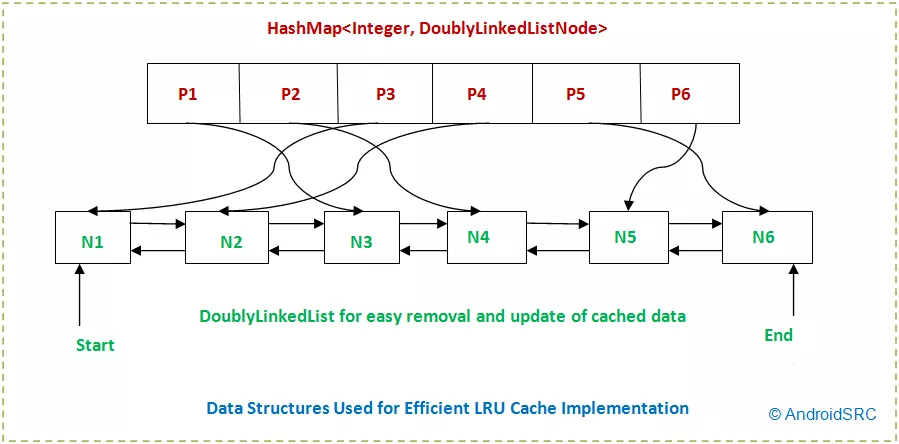 HashMap<Integer, DoublyLinkedListNode>
P1 P2 P3 P4 P5 P6
N1 N2 N3 N4 N5 N6
DoublyLinkedList for easy removal and update of cached data
Start
End
Data Structures Used for Efficient LRU Cache Implementation
© AndroidSRC